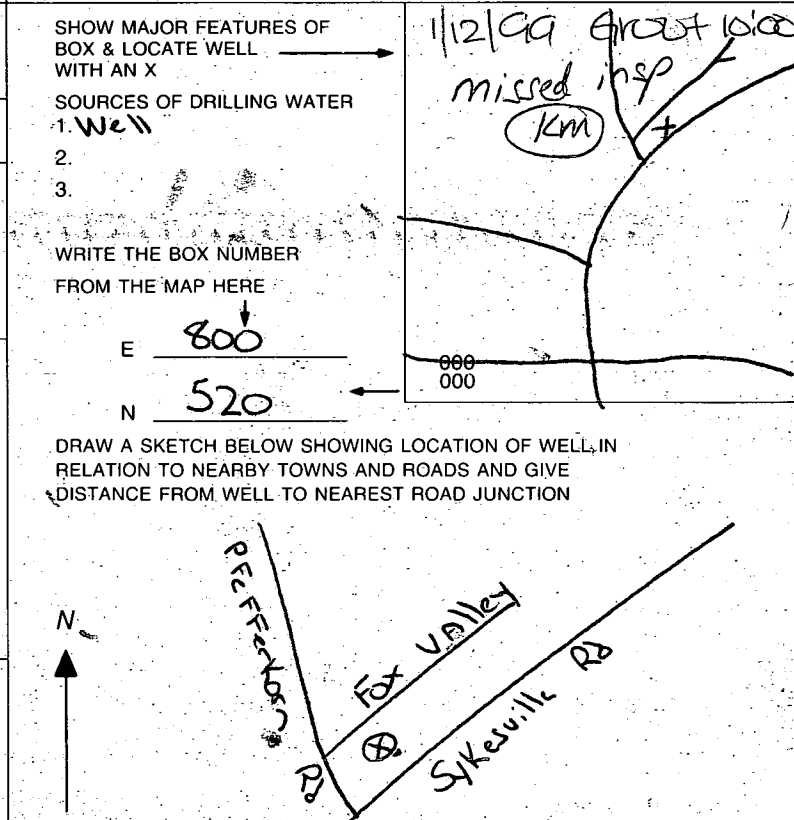 SHOW MAJOR FEATURES OF
BOX & LOCATE WELL
WITH AN X
SOURCES OF DRILLING WATER
1. Well
2.
3.
WRITE THE BOX NUMBER
FROM THE MAP HERE
E 800
N 520
1/12/99 Grout 10:00
missed insp
KM
000
000
DRAW A SKETCH BELOW SHOWING LOCATION OF WELL IN
RELATION TO NEARBY TOWNS AND ROADS AND GIVE
DISTANCE FROM WELL TO NEAREST ROAD JUNCTION
N
PFeFFerkorn Rd
Fox Valley
Sykesville Rd